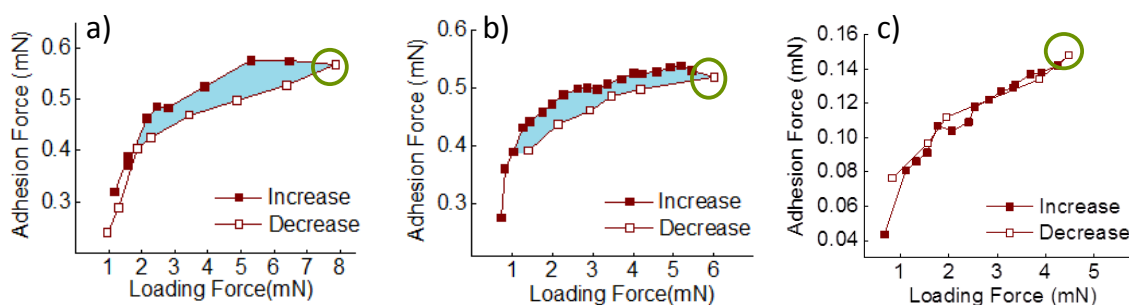 a)
Adhesion Force (mN)
0.6
0.5
0.4
0.3
Increase
Decrease
1 2 3 4 5 6 7 8
Loading Force(mN)
b)
Adhesion Force (mN)
0.6
0.5
0.4
0.3
Increase
Decrease
1 2 3 4 5 6
Loading Force(mN)
c)
Adhesion Force (mN)
0.16
0.14
0.12
0.10
0.08
0.06
0.04
Increase
Decrease
1 2 3 4 5
Loading Force (mN)